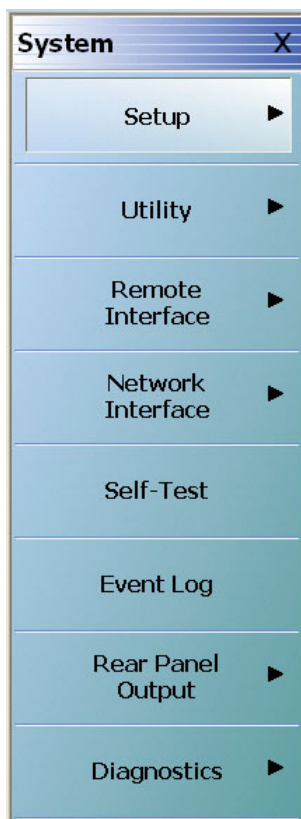 System X
Setup
Utility
Remote
Interface
Network
Interface
Self-Test
Event Log
Rear Panel
Output
Diagnostics